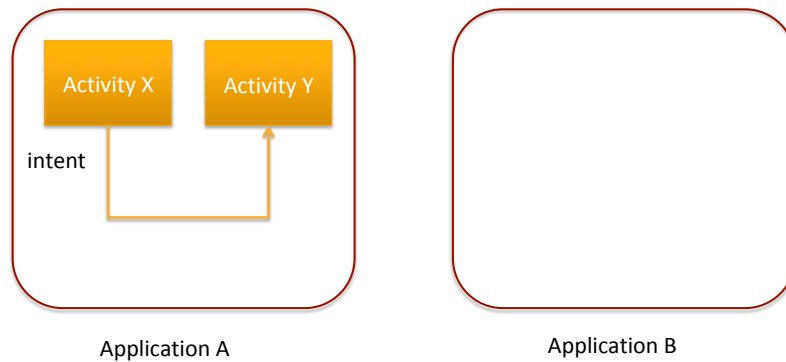 Activity X
Activity Y
intent
Application A
Application B